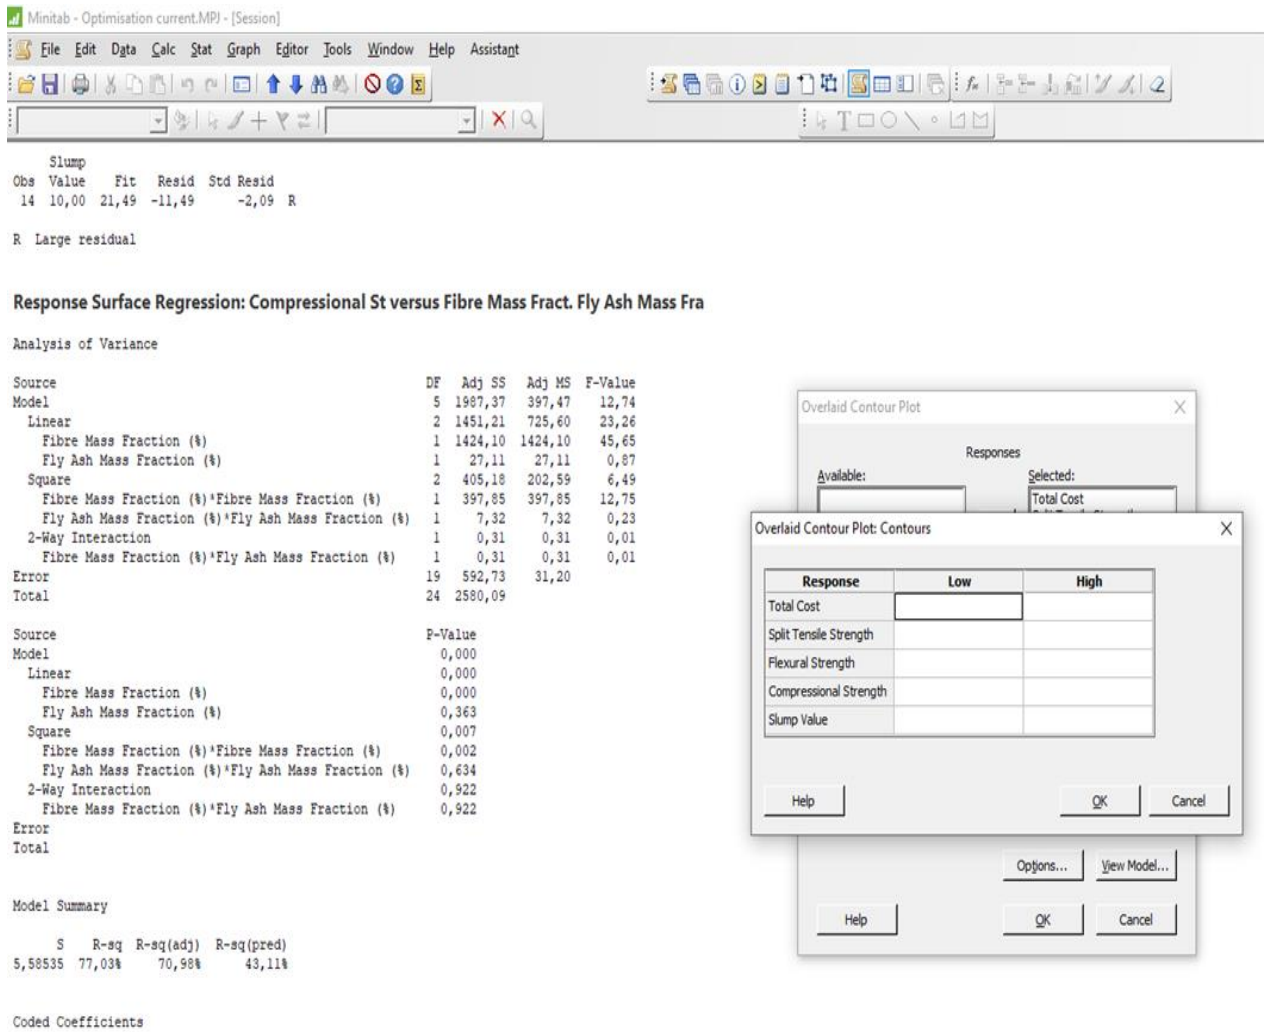 Minitab - Optimisation current.MPJ - [Session]
File Edit Data Calc Stat Graph Editor Tools Window Help Assistant
Slump
Obs Value Fit Resid Std Resid
14 10,00 21,49 -11,49 -2,09 R
R Large residual
Response Surface Regression: Compressional St versus Fibre Mass Fract. Fly Ash Mass Fra
Analysis of Variance
Source DF Adj SS Adj MS F-Value
Model 5 1987,37 397,47 12,74
Linear 2 1451,21 725,60 23,26
Fibre Mass Fraction (%) 1 1424,10 1424,10 45,65
Fly Ash Mass Fraction (%) 1 27,11 27,11 0,87
Square 2 405,18 202,59 6,49
Fibre Mass Fraction (%)*Fibre Mass Fraction (%) 1 397,85 397,85 12,75
Fly Ash Mass Fraction (%)*Fly Ash Mass Fraction (%) 1 7,32 7,32 0,23
2-Way Interaction 1 0,31 0,31 0,01
Fibre Mass Fraction (%)*Fly Ash Mass Fraction (%) 1 0,31 0,31 0,01
Error 19 592,73 31,20
Total 24 2580,09
Source P-Value
Model 0,000
Linear 0,000
Fibre Mass Fraction (%) 0,000
Fly Ash Mass Fraction (%) 0,363
Square 0,007
Fibre Mass Fraction (%)*Fibre Mass Fraction (%) 0,002
Fly Ash Mass Fraction (%)*Fly Ash Mass Fraction (%) 0,634
2-Way Interaction 0,922
Fibre Mass Fraction (%)*Fly Ash Mass Fraction (%) 0,922
Error
Total
Model Summary
S R-sq R-sq(adj) R-sq(pred)
5,58535 77,03% 70,98% 43,11%
Coded Coefficients
Overlaid Contour Plot
Responses
Available: Selected:
Total Cost
Overlaid Contour Plot: Contours
Response Low High
Total Cost
Split Tensile Strength
Flexural Strength
Compressional Strength
Slump Value
Help OK Cancel
Options... View Model...
Help OK Cancel